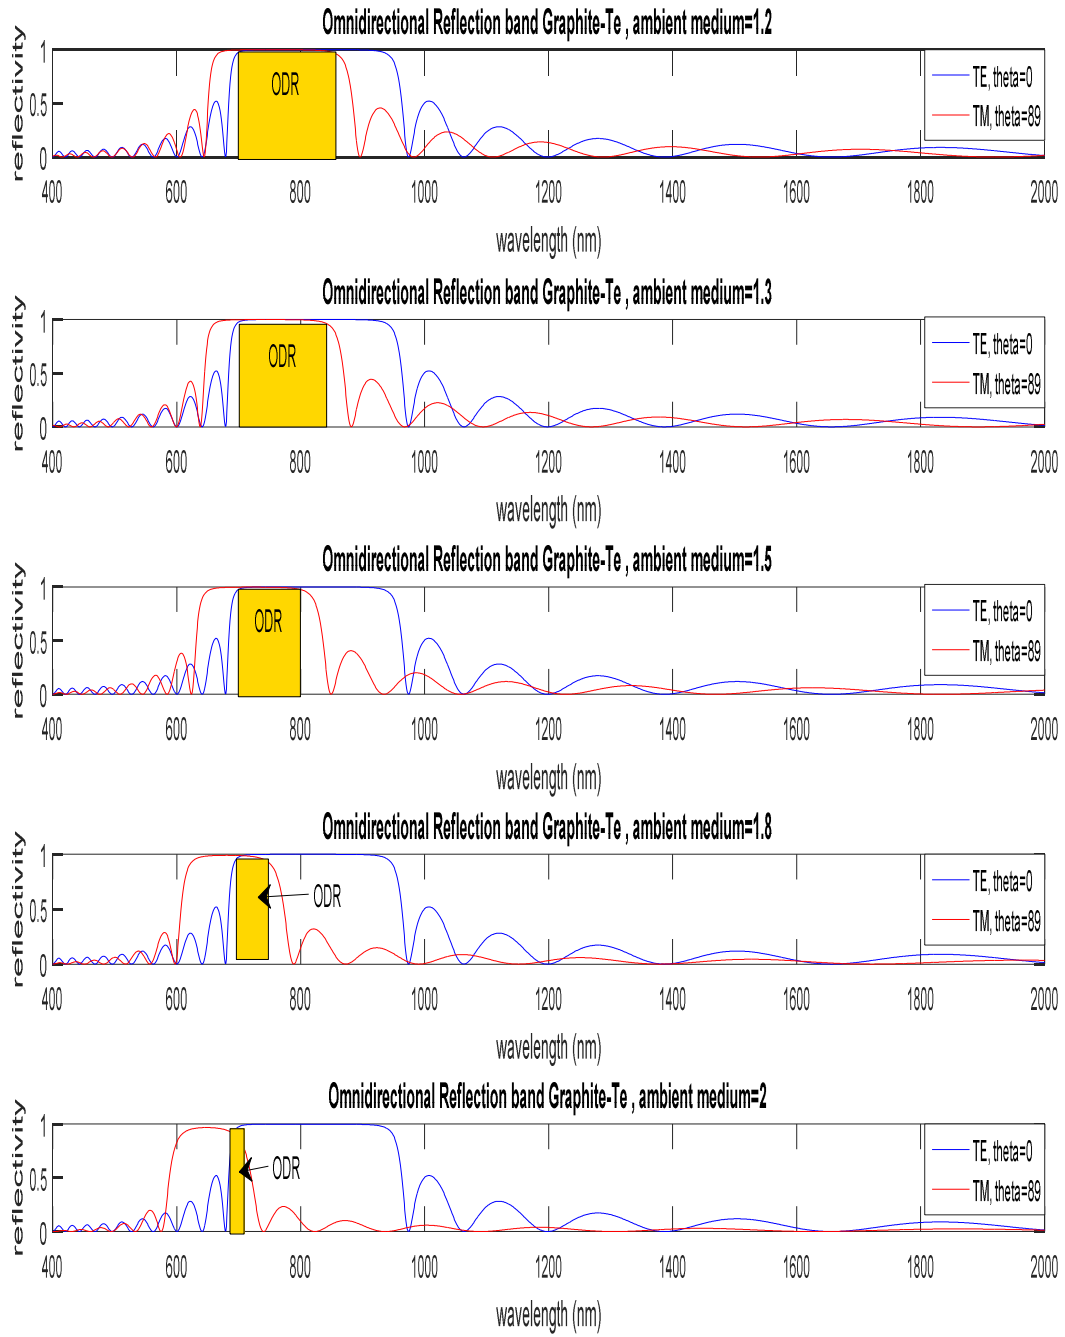 Omnidirectional Reflection band Graphite-Te , ambient medium=1.2
reflectivity
1
0.5
0
ODR
TE, theta=0
TM, theta=89
400 600 800 1000 1200 1400 1600 1800 2000
wavelength (nm)
Omnidirectional Reflection band Graphite-Te , ambient medium=1.3
reflectivity
1
0.5
0
ODR
TE, theta=0
TM, theta=89
400 600 800 1000 1200 1400 1600 1800 2000
wavelength (nm)
Omnidirectional Reflection band Graphite-Te , ambient medium=1.5
reflectivity
1
0.5
0
ODR
TE, theta=0
TM, theta=89
400 600 800 1000 1200 1400 1600 1800 2000
wavelength (nm)
Omnidirectional Reflection band Graphite-Te , ambient medium=1.8
reflectivity
1
0.5
0
ODR
TE, theta=0
TM, theta=89
400 600 800 1000 1200 1400 1600 1800 2000
wavelength (nm)
Omnidirectional Reflection band Graphite-Te , ambient medium=2
reflectivity
1
0.5
0
ODR
TE, theta=0
TM, theta=89
400 600 800 1000 1200 1400 1600 1800 2000
wavelength (nm)